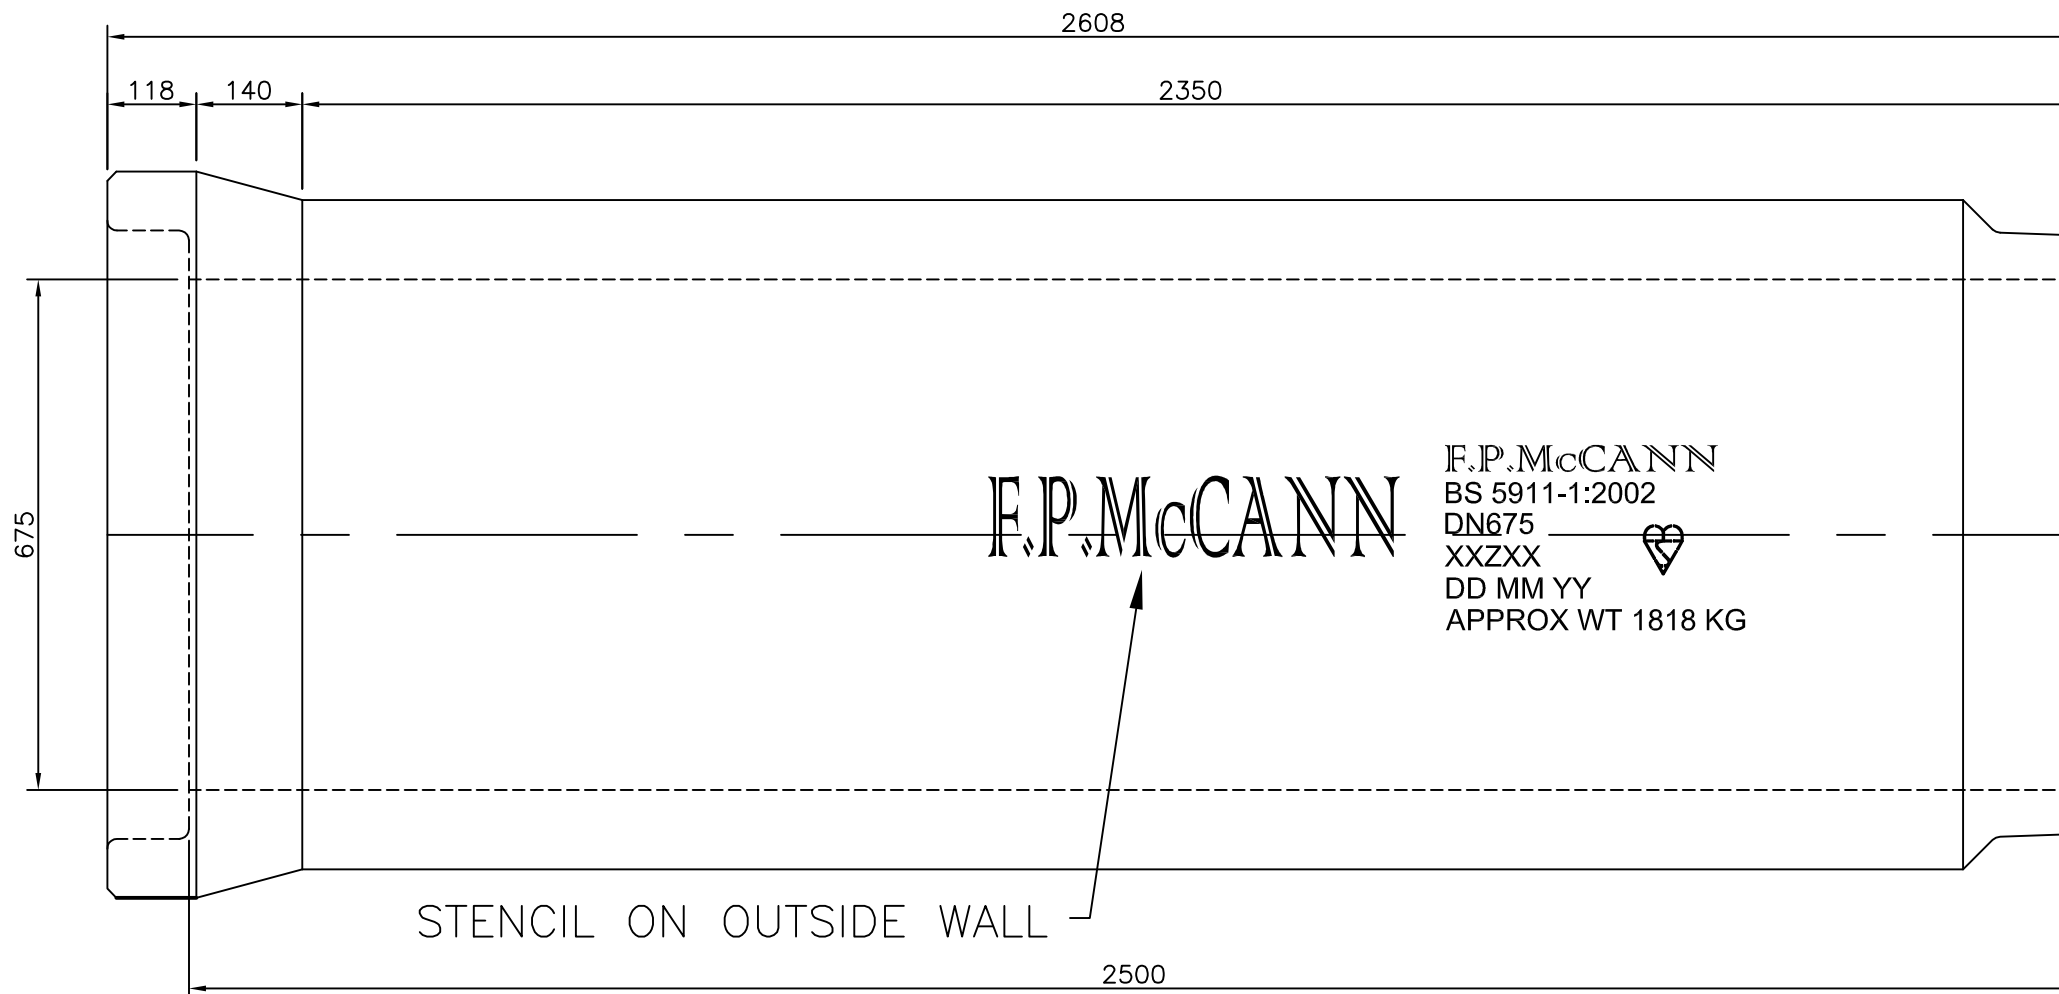 2608
118 140 2350
675
F.P.McCANN
F.P.McCANN
BS 5911-1:2002
DN675
XXZXX
DD MM YY
APPROX WT 1818 KG
STENCIL ON OUTSIDE WALL
2500